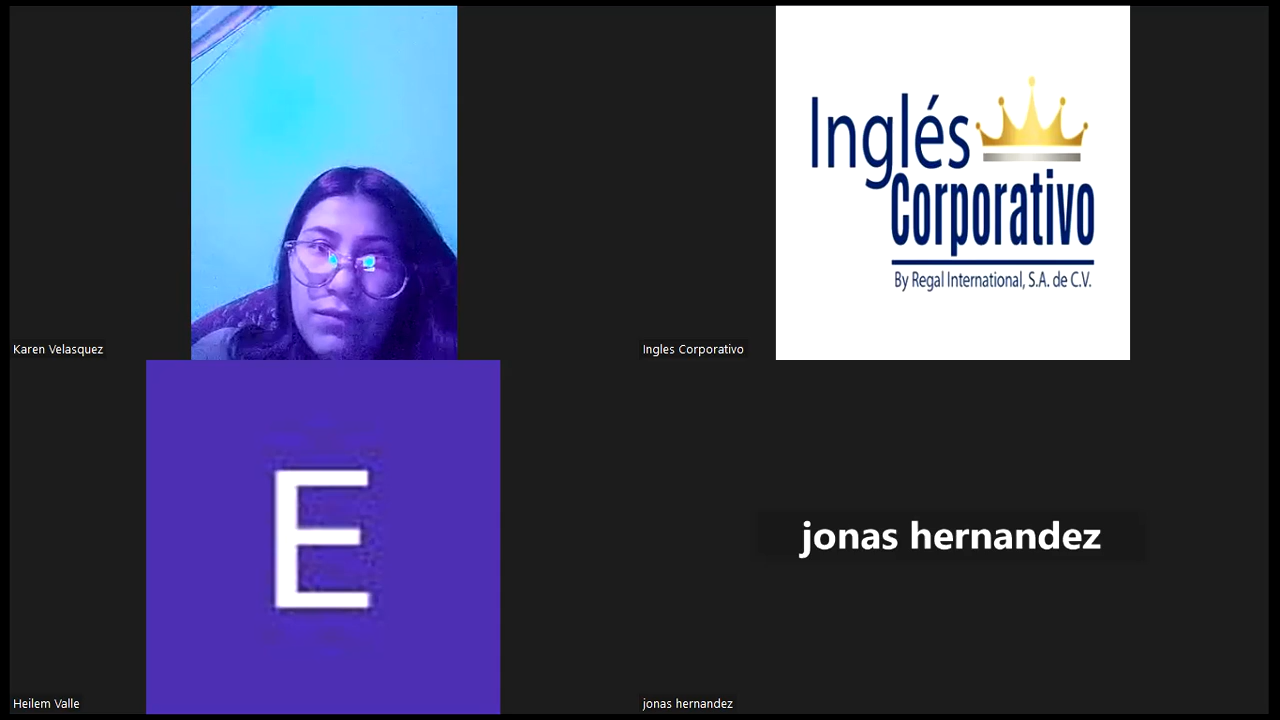 Karen Velasquez
Inglés
Corporativo
By Regal International, S.A. de C.V.
Ingles Corporativo
E
Heilem Valle
jonas hernandez
jonas hernandez